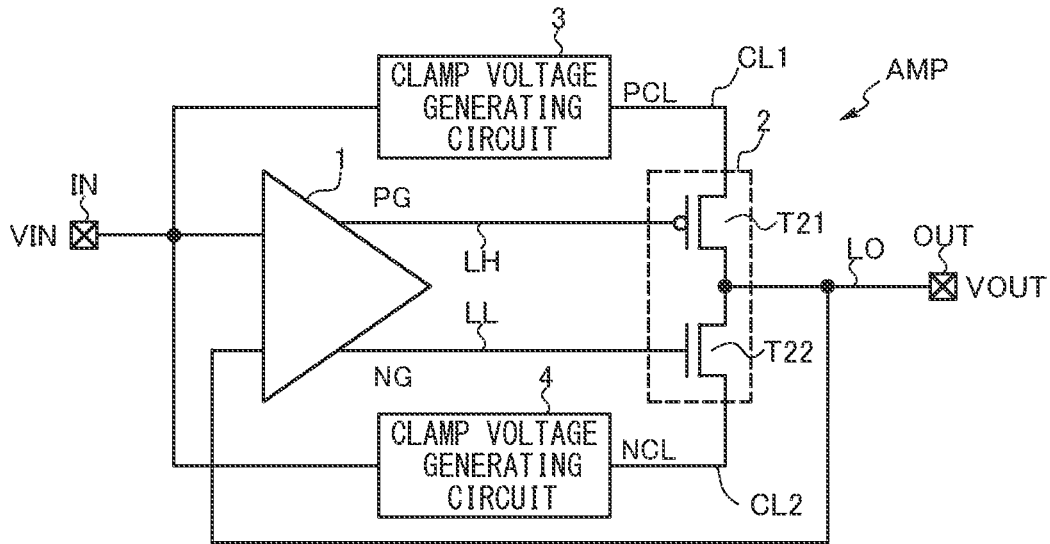 3
CLAMP VOLTAGE
GENERATING
CIRCUIT
PCL
CL1
AMP
2
IN
VIN
1
PG
LH
T21
LO
OUT
VOUT
LL
NG
T22
4
CLAMP VOLTAGE
GENERATING
CIRCUIT
NCL
CL2